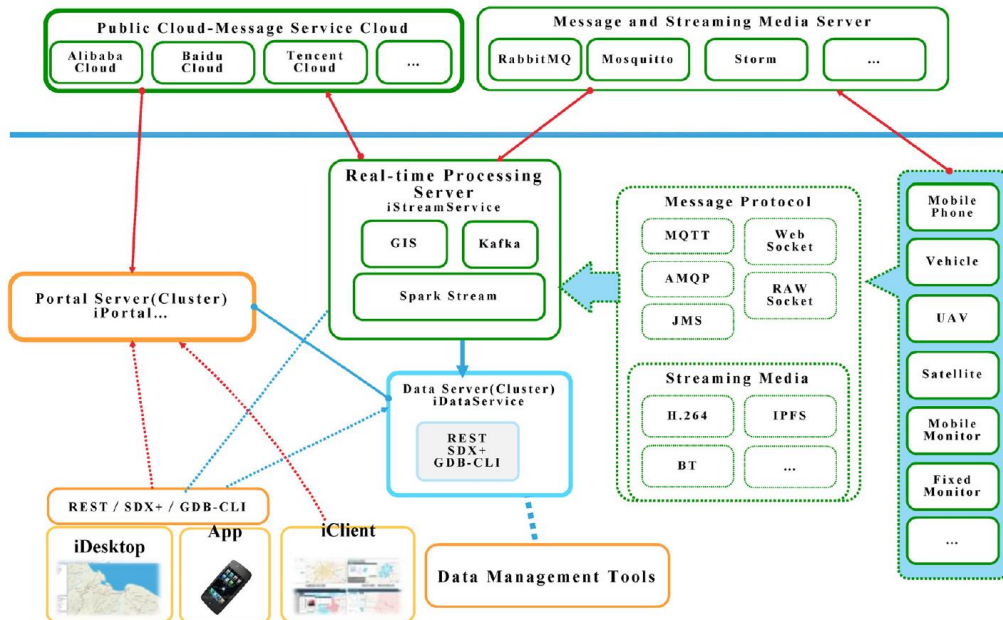 Public Cloud-Message Service Cloud
Alibaba
Cloud
Baidu
Cloud
Tencent
Cloud
...
Message and Streaming Media Server
RabbitMQ
Mosquitto
Storm
...
Real-time Processing
Server
iStreamService
GIS
Kafka
Spark Stream
Message Protocol
MQTT
Web
Socket
AMQP
RAW
Socket
JMS
Streaming Media
H.264
IPFS
BT
...
Mobile
Phone
Vehicle
UAV
Satellite
Mobile
Monitor
Fixed
Monitor
...
Portal Server(Cluster)
iPortal...
Data Server(Cluster)
iDataService
REST
SDX+
GDB-CLI
REST / SDX+ / GDB-CLI
iDesktop
App
iClient
Data Management Tools